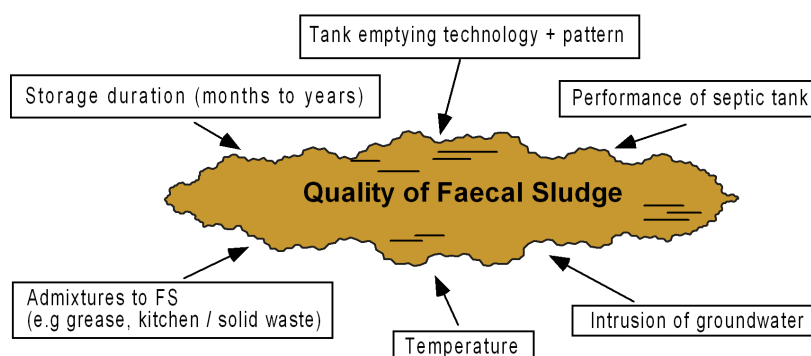 Tank emptying technology + pattern
Storage duration (months to years)
Performance of septic tank
Quality of Faecal Sludge
Admixtures to FS
(e.g grease, kitchen / solid waste)
Intrusion of groundwater
Temperature